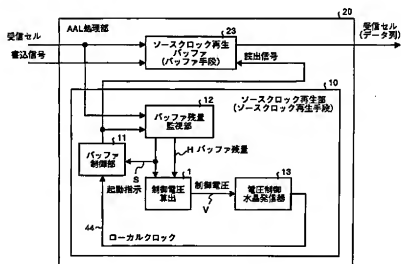 20
AAL処理部
受信セル
書込信号
23
ソースクロック再生
バッファ
(バッファ手段)
受信セル
(データ列)
読出信号
10
ソースクロック再生部
(ソースクロック再生手段)
12
バッファ残量
監視部
11
バッファ
制御部
H バッファ残量
S
起動指示
1
制御電圧
算出
制御電圧
V
13
電圧制御
水晶発信器
44
ローカルクロック